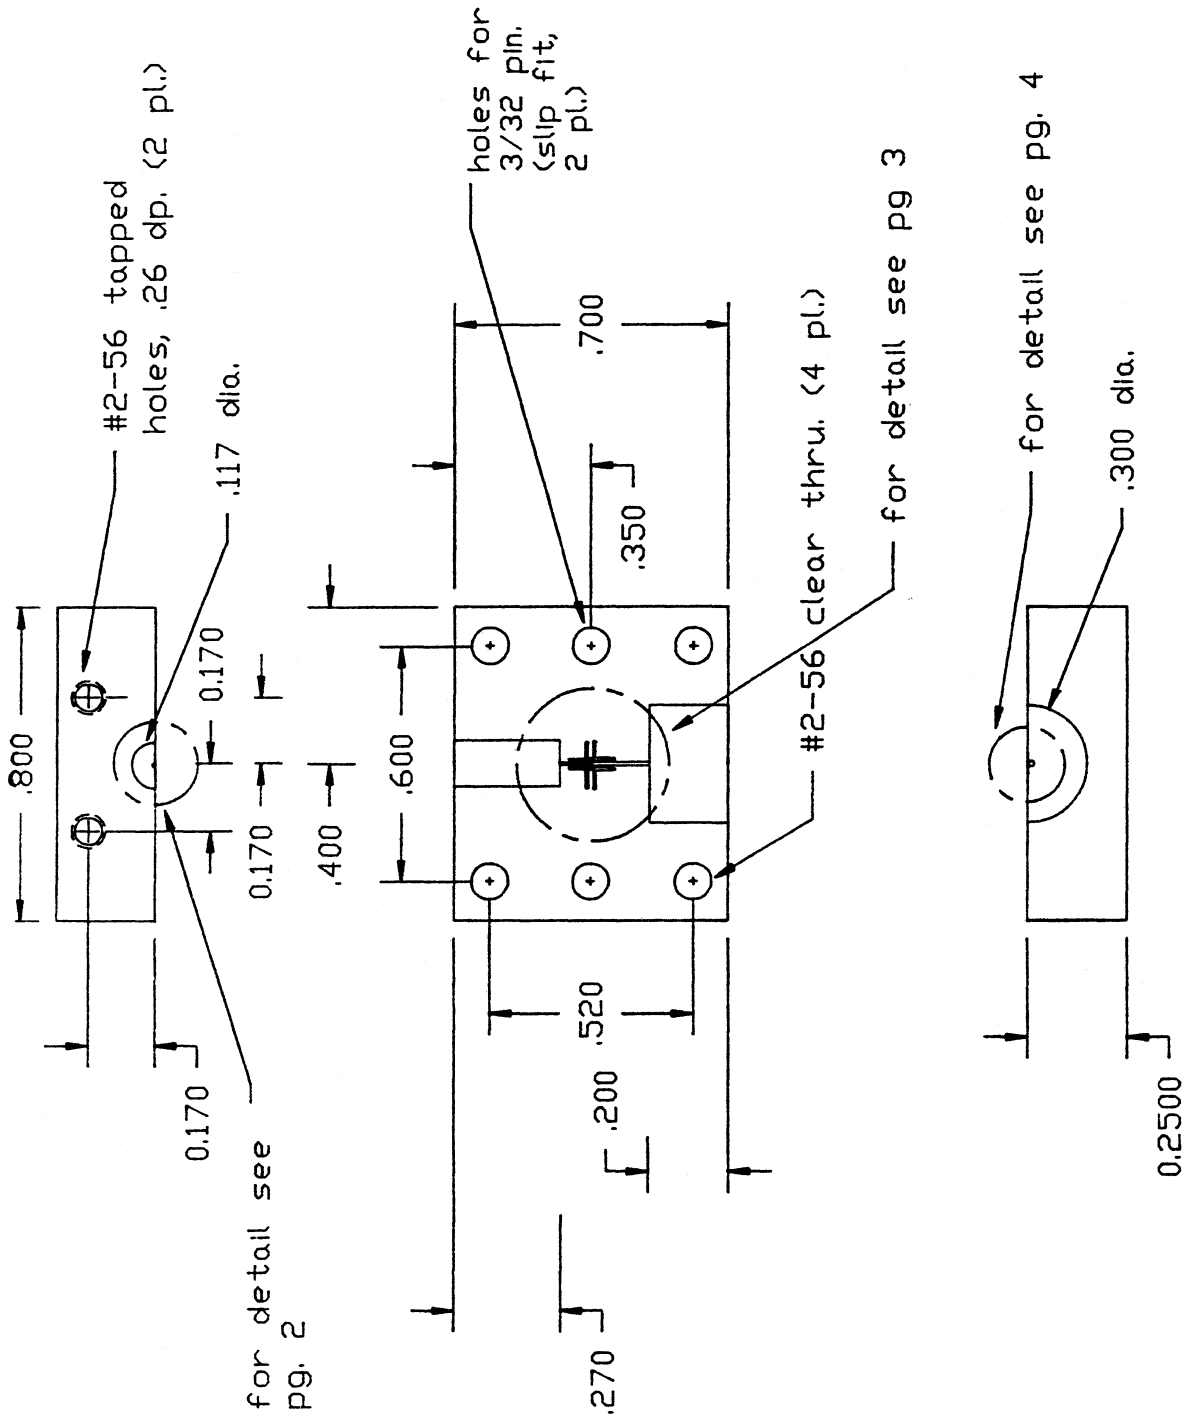 #2-56 tapped
holes, .26 dp. (2 pl.)
.117 dia.
.800
0.170
0.170
.400
0.170
for detail see
pg. 2
holes for
3/32 pin.
(slip fit,
2 pl.)
.700
.350
.600
.520
.200
.270
#2-56 clear thru. (4 pl.)
for detail see pg 3
for detail see pg. 4
.300 dia.
0.2500